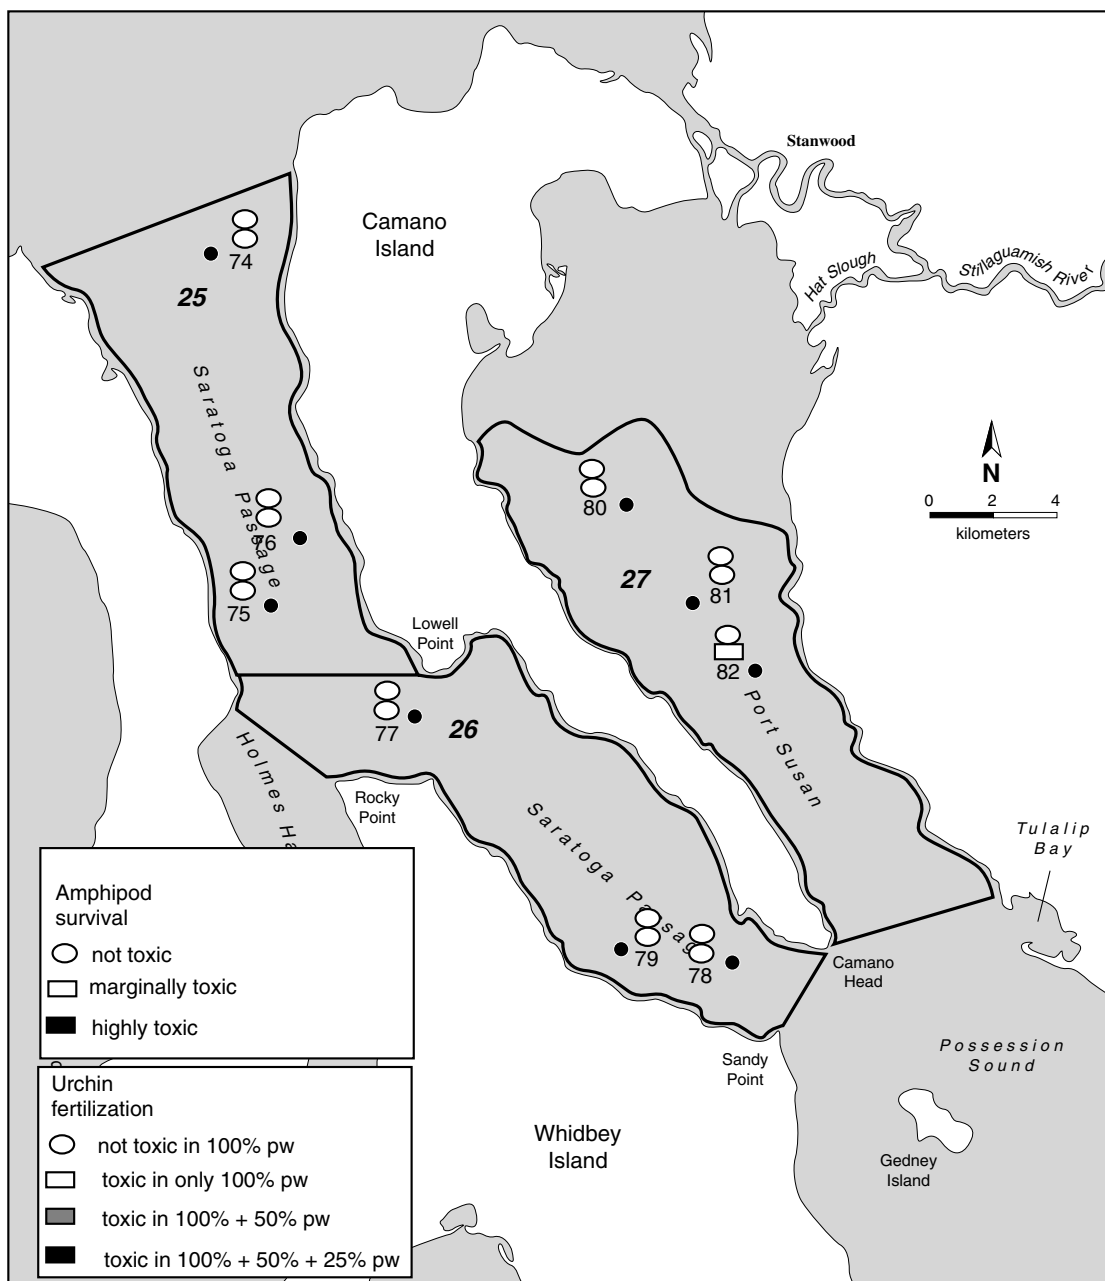 Stanwood
Camano
Island
Hat Slough
Stillaguamish River
74
25
Saratoga Passage
76
75
N
0 2 4
kilometers
80
27
81
82
Port Susan
Lowell
Point
77
26
Holmes Ha
Rocky
Point
Saratoga Passag
79
78
Tulalip
Bay
Camano
Head
Sandy
Point
Possession
Sound
Gedney
Island
Whidbey
Island
Amphipod
survival
not toxic
marginally toxic
highly toxic
Urchin
fertilization
not toxic in 100% pw
toxic in only 100% pw
toxic in 100% + 50% pw
toxic in 100% + 50% + 25% pw